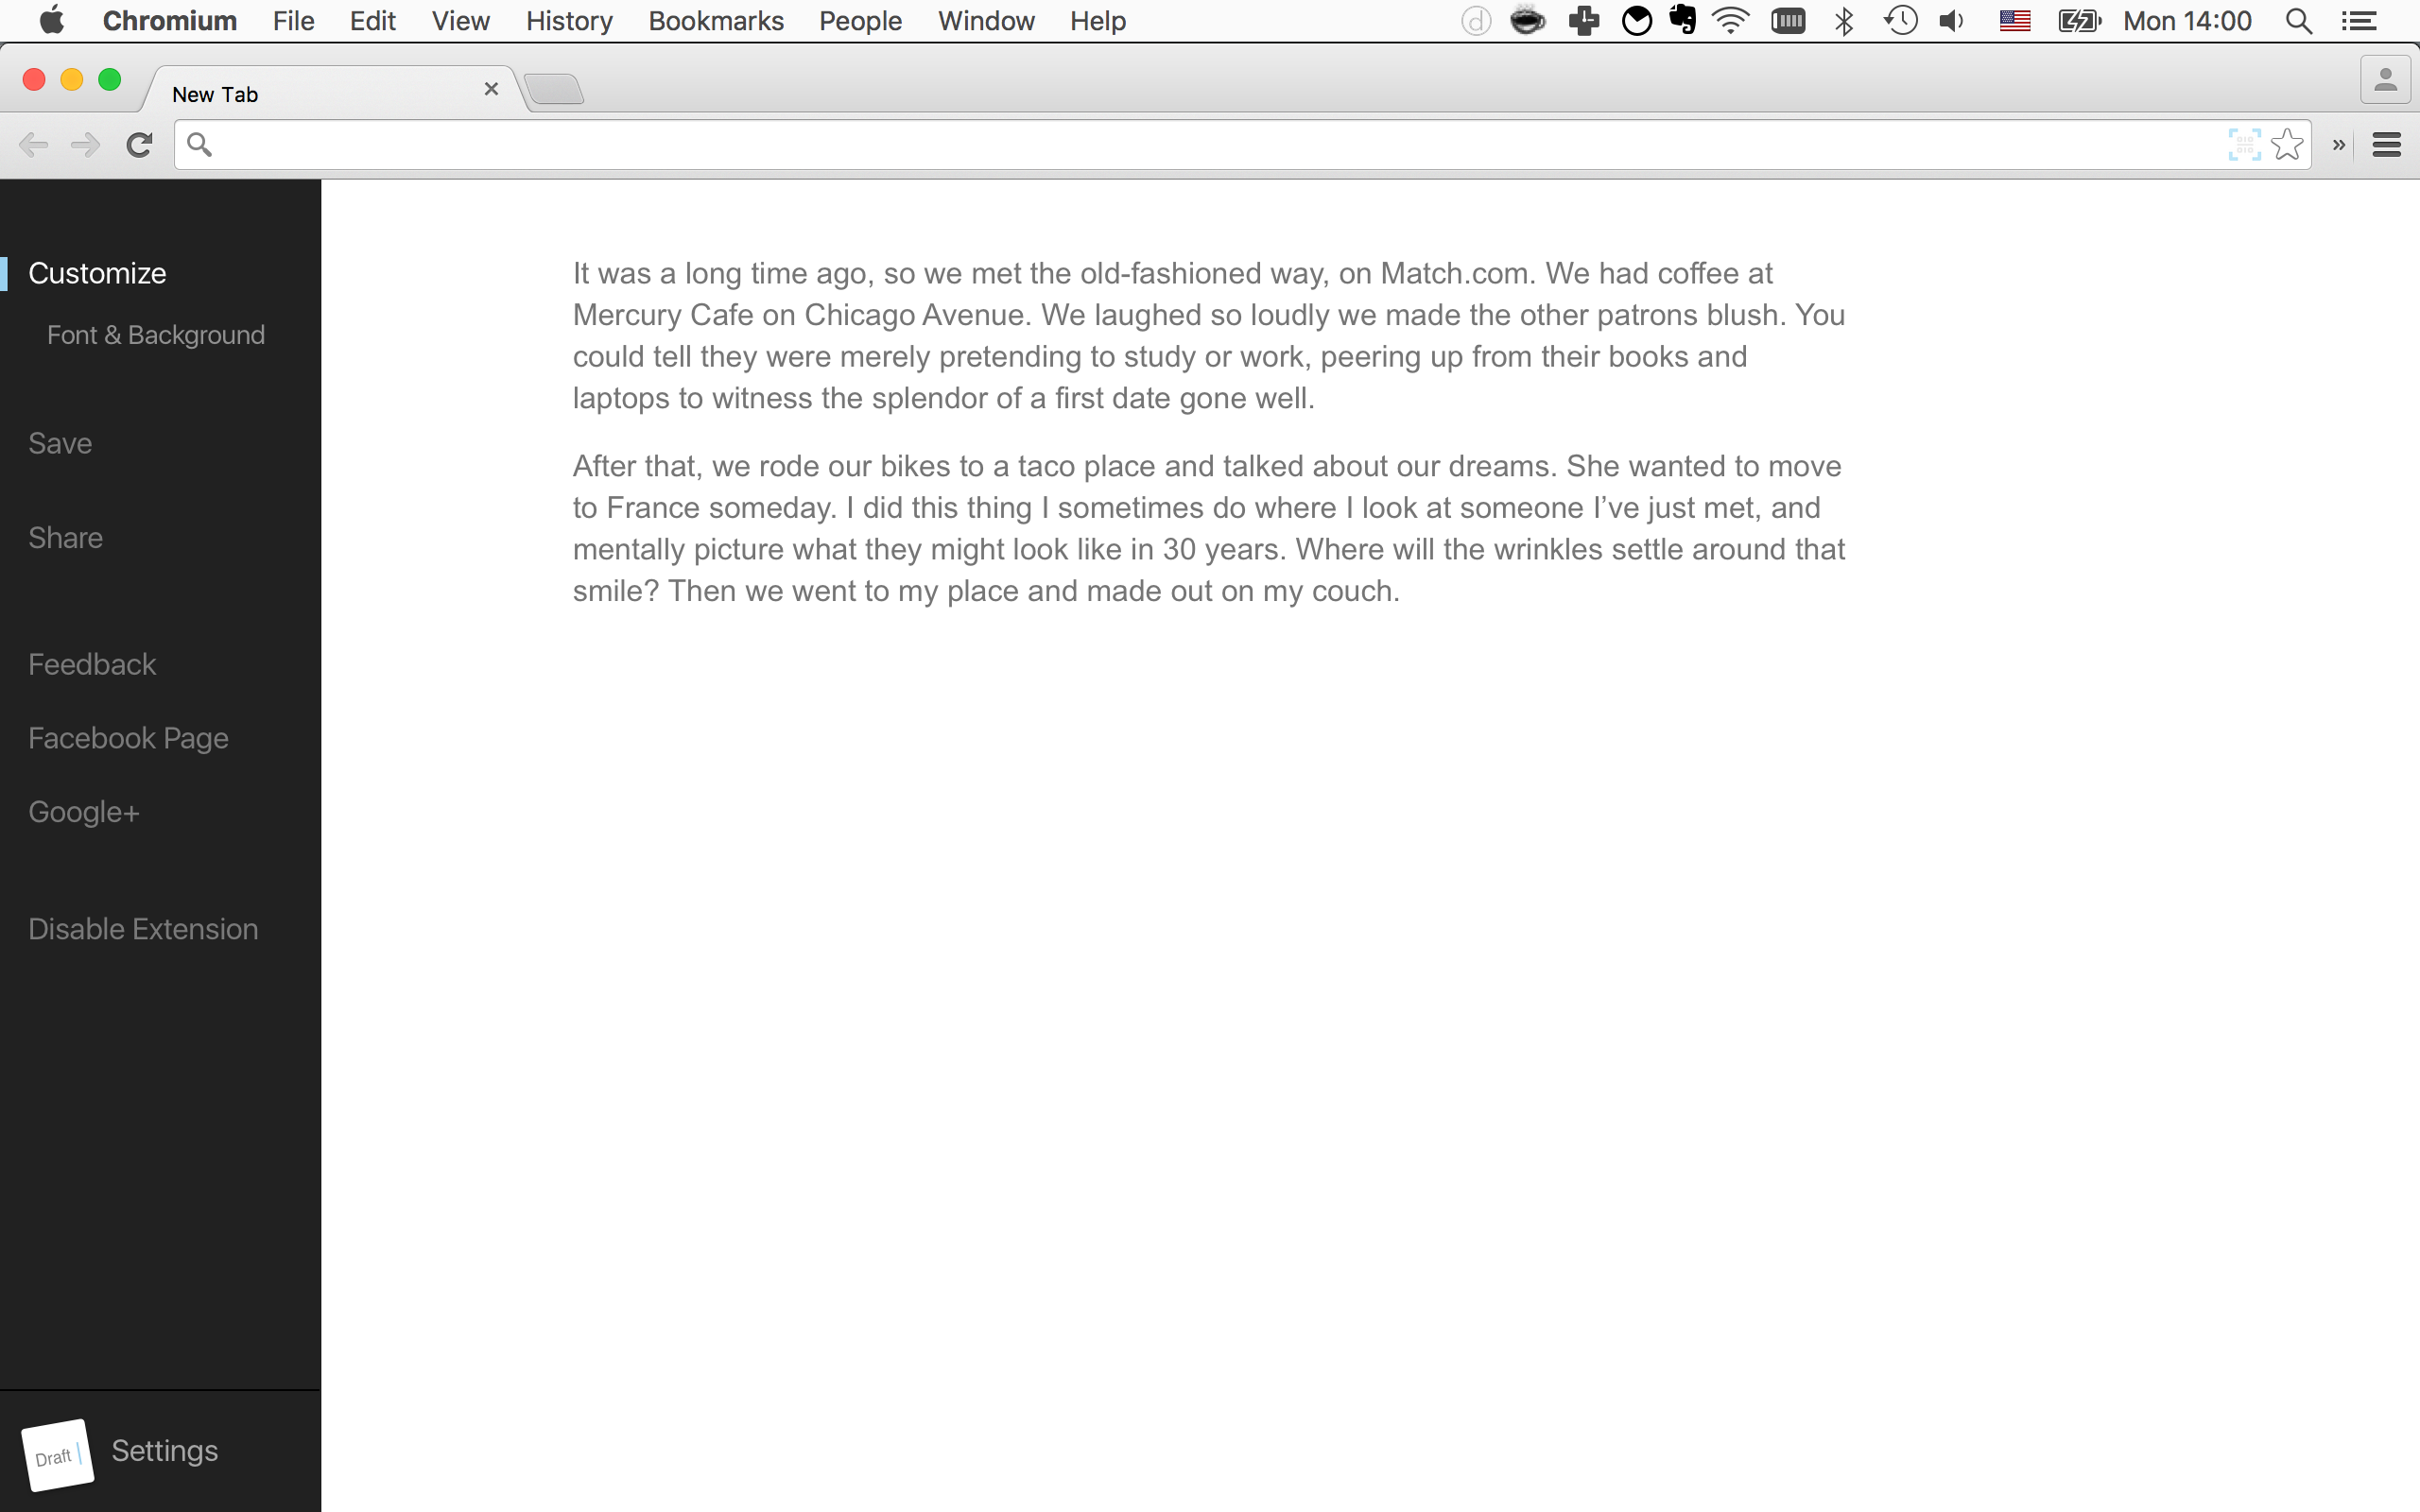 Chromium File Edit View History Bookmarks People Window Help Mon 14:00
New Tab
Customize
Font & Background
Save
Share
Feedback
Facebook Page
Google+
Disable Extension
Draft
Settings
It was a long time ago, so we met the old-fashioned way, on Match.com. We had coffee at
Mercury Cafe on Chicago Avenue. We laughed so loudly we made the other patrons blush. You
could tell they were merely pretending to study or work, peering up from their books and
laptops to witness the splendor of a first date gone well.
After that, we rode our bikes to a taco place and talked about our dreams. She wanted to move
to France someday. I did this thing I sometimes do where I look at someone I’ve just met, and
mentally picture what they might look like in 30 years. Where will the wrinkles settle around that
smile? Then we went to my place and made out on my couch.